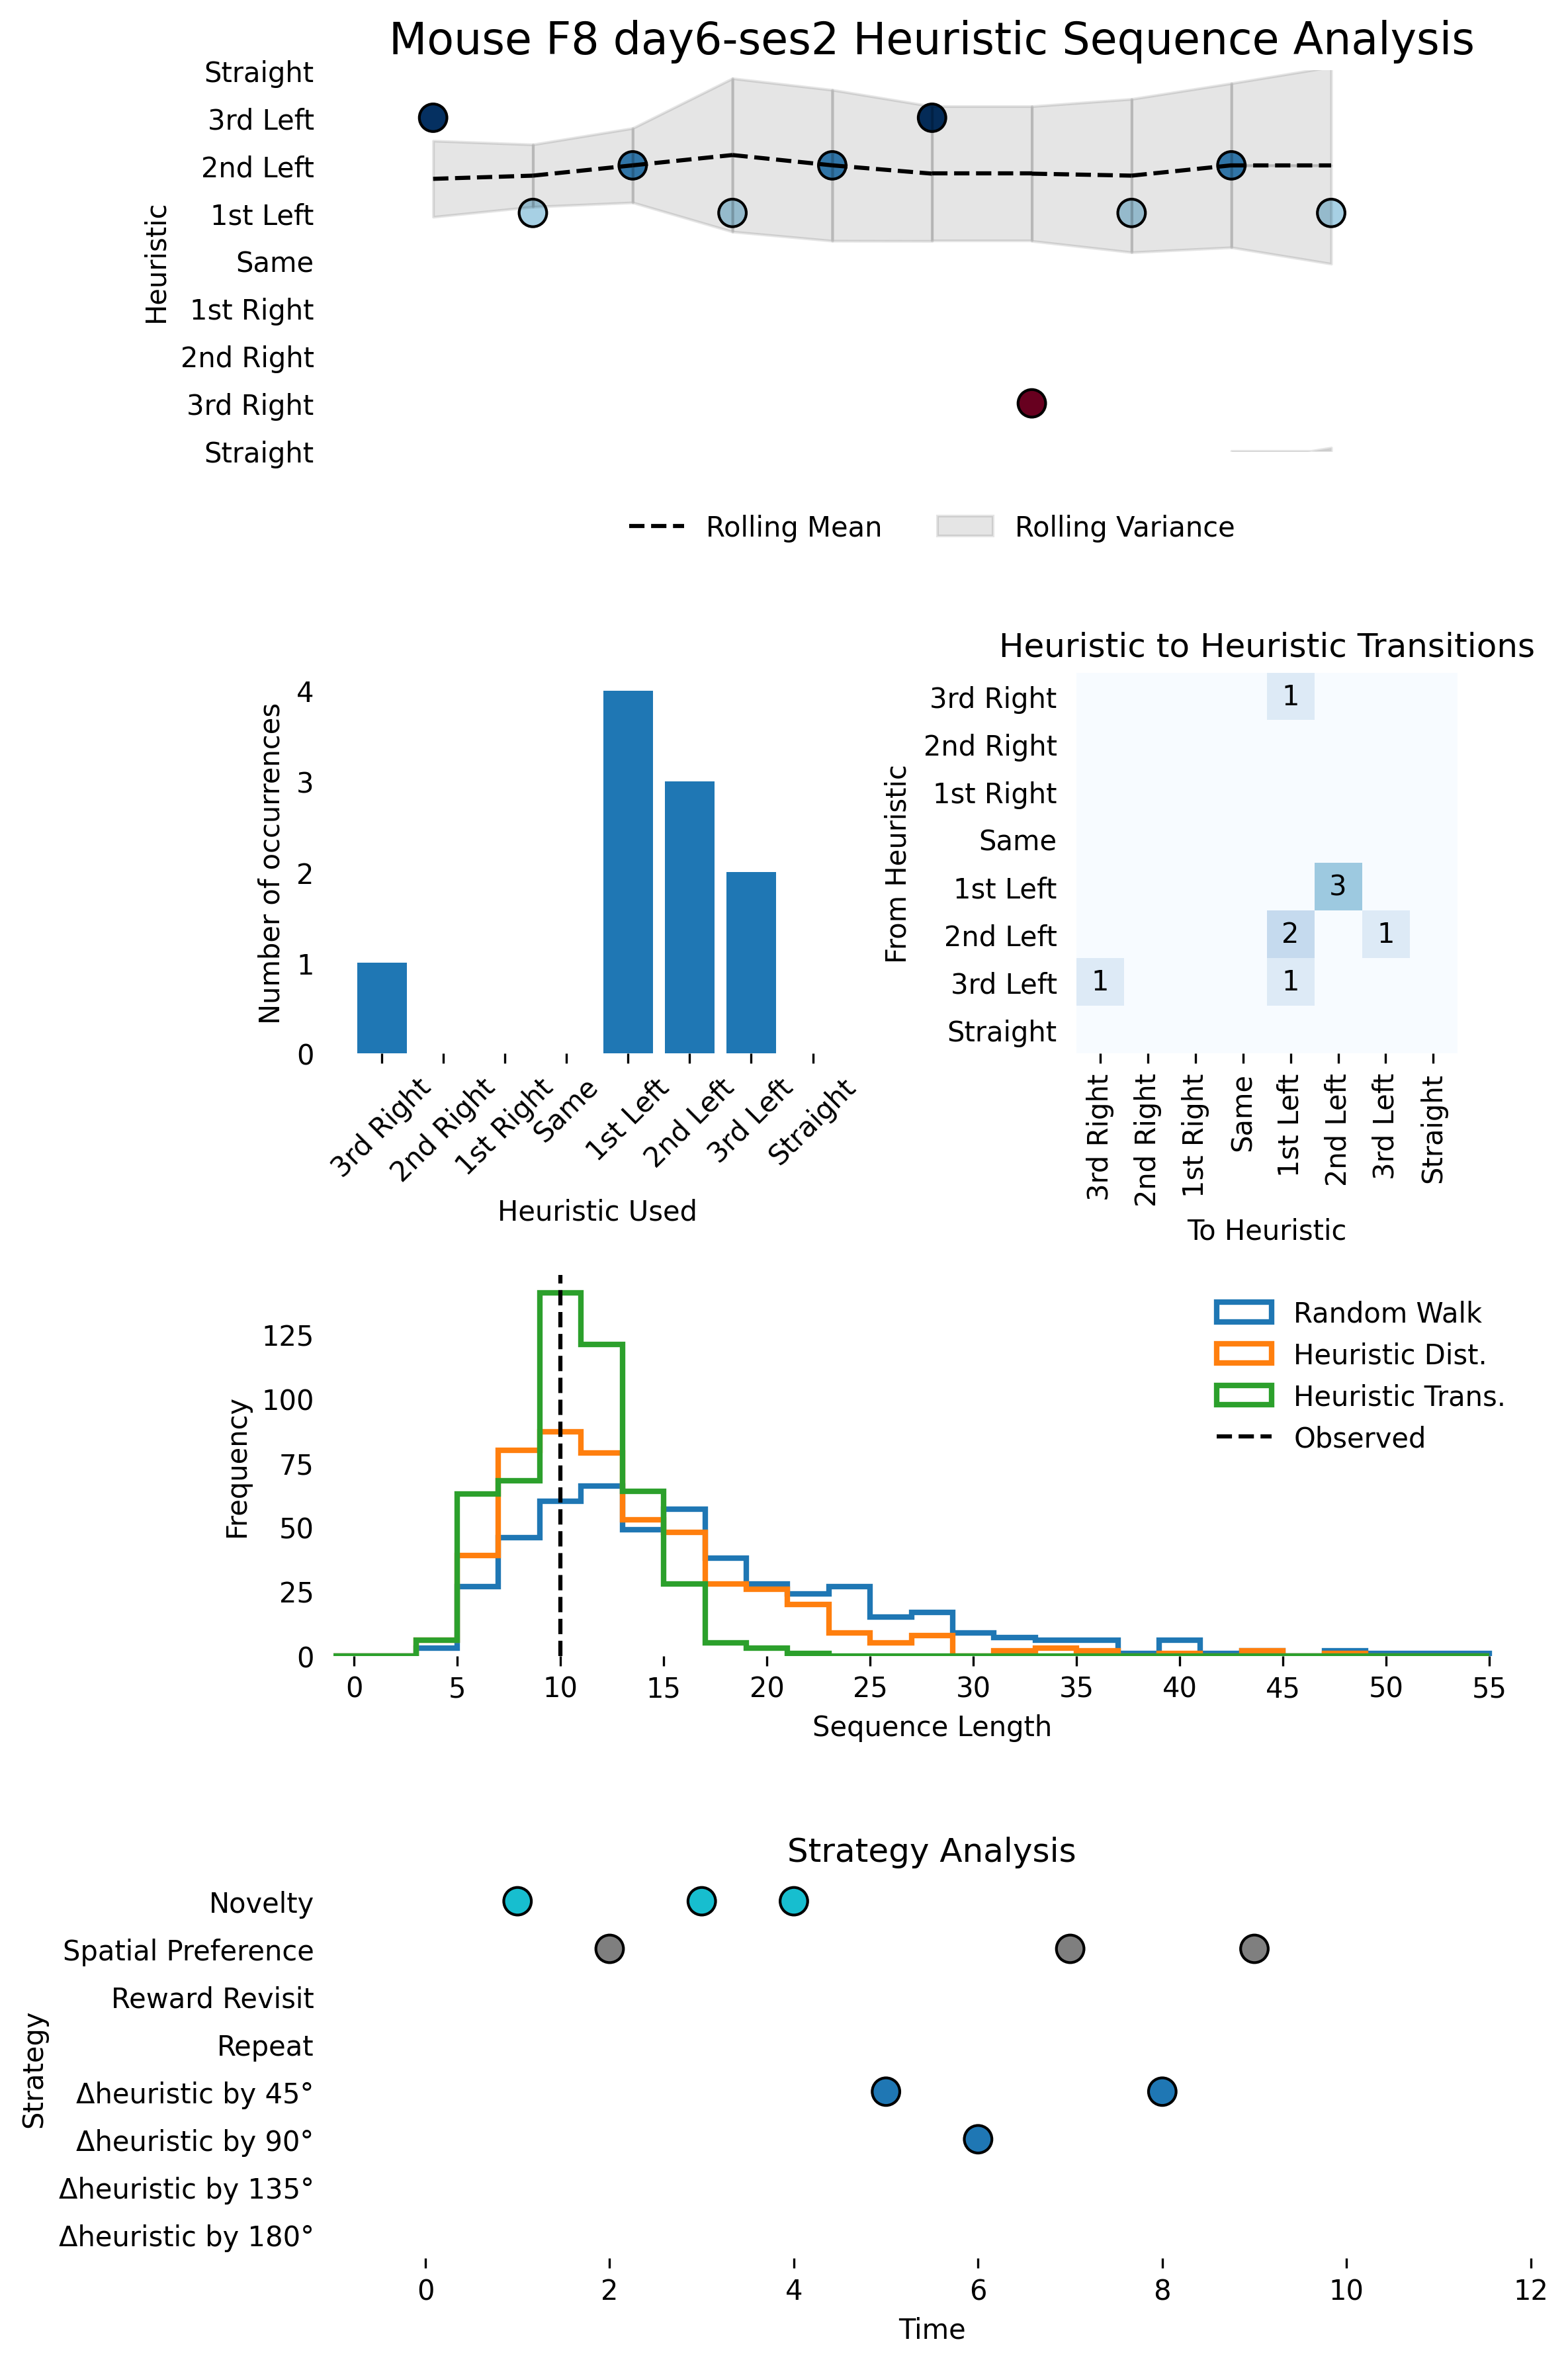 Mouse F8 day6-ses2 Heuristic Sequence Analysis
Straight
3rd Left
2nd Left
1st Left
Same
1st Right
2nd Right
3rd Right
Straight
Heuristic
Rolling Mean
Rolling Variance
4
3
2
1
0
Number of occurrences
3rd Right
2nd Right
1st Right
Same
1st Left
2nd Left
3rd Left
Straight
Heuristic Used
Heuristic to Heuristic Transitions
3rd Right
2nd Right
1st Right
Same
1st Left
2nd Left
3rd Left
Straight
From Heuristic
1
3
2
1
1
1
3rd Right
2nd Right
1st Right
Same
1st Left
2nd Left
3rd Left
Straight
To Heuristic
125
100
75
50
25
0
Frequency
Random Walk
Heuristic Dist.
Heuristic Trans.
Observed
0 5 10 15 20 25 30 35 40 45 50 55
Sequence Length
Strategy Analysis
Novelty
Spatial Preference
Reward Revisit
Repeat
Δheuristic by 45°
Δheuristic by 90°
Δheuristic by 135°
Δheuristic by 180°
Strategy
0 2 4 6 8 10 12
Time